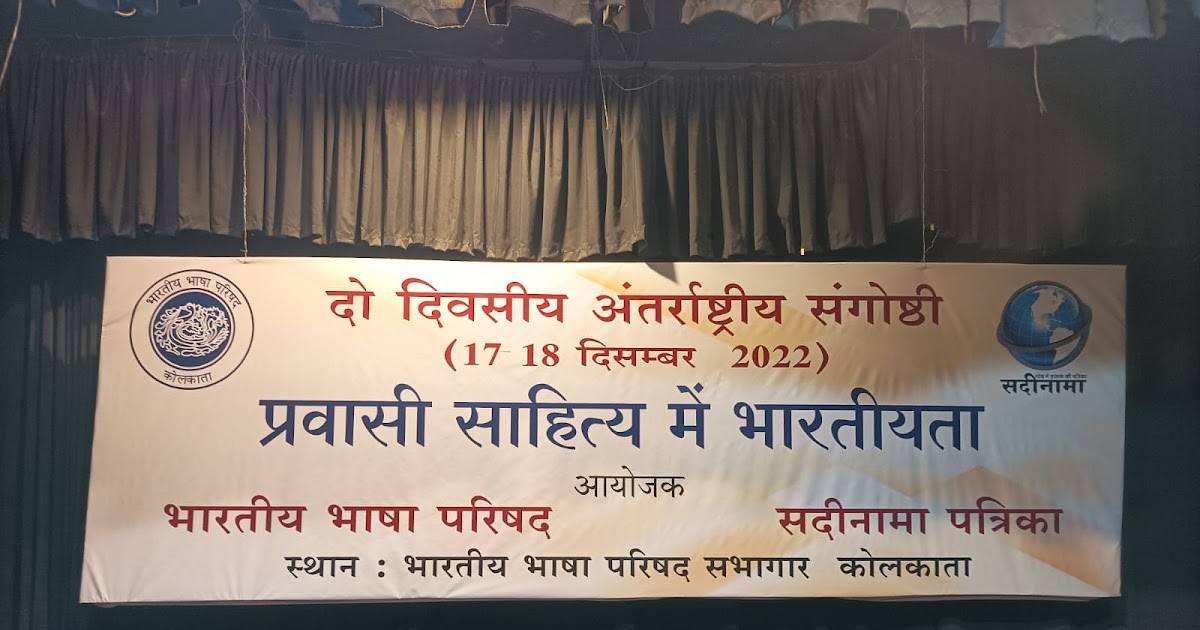 भारतीय भाषा परिषद
कोलकाता
दो दिवसीय अंतर्राष्ट्रीय संगोष्ठी
(17- 18 दिसम्बर 2022)
सदीनामा
प्रवासी साहित्य में भारतीयता
आयोजक
भारतीय भाषा परिषद सदीनामा पत्रिका
स्थान : भारतीय भाषा परिषद सभागार कोलकाता